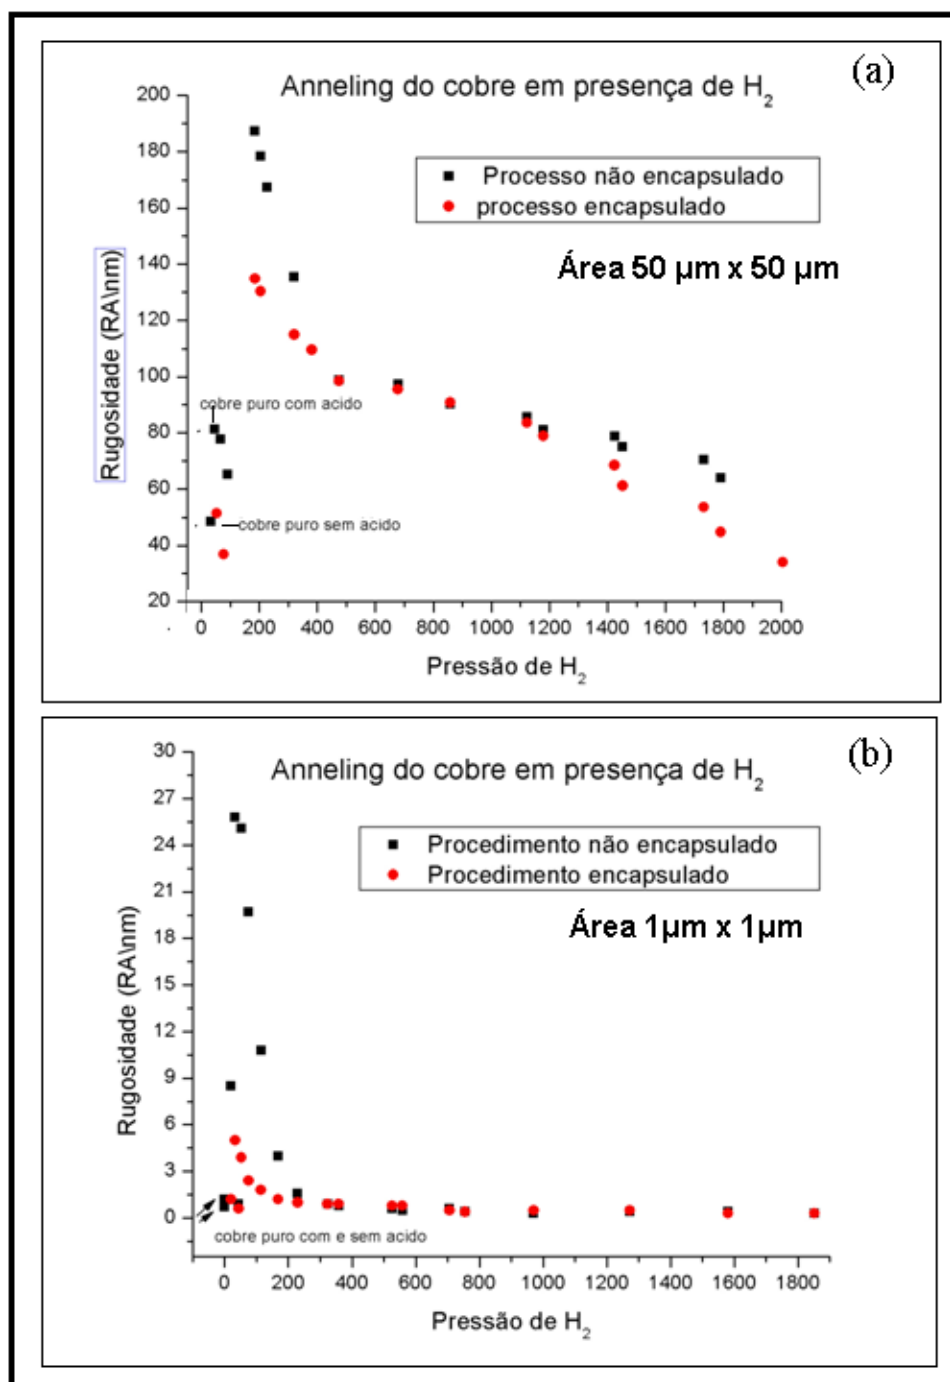 (a)
Anneling do cobre em presença de H₂
Processo não encapsulado
processo encapsulado
Área 50 µm x 50 µm
Rugosidade (RA\nm)
200
180
160
140
120
100
80
60
40
20
cobre puro com acido
cobre puro sem acido
0 200 400 600 800 1000 1200 1400 1600 1800 2000
Pressão de H₂
(b)
Anneling do cobre em presença de H₂
Procedimento não encapsulado
Procedimento encapsulado
Área 1µm x 1µm
Rugosidade (RA\nm)
30
27
24
21
18
15
12
9
6
3
0
cobre puro com e sem acido
0 200 400 600 800 1000 1200 1400 1600 1800
Pressão de H₂